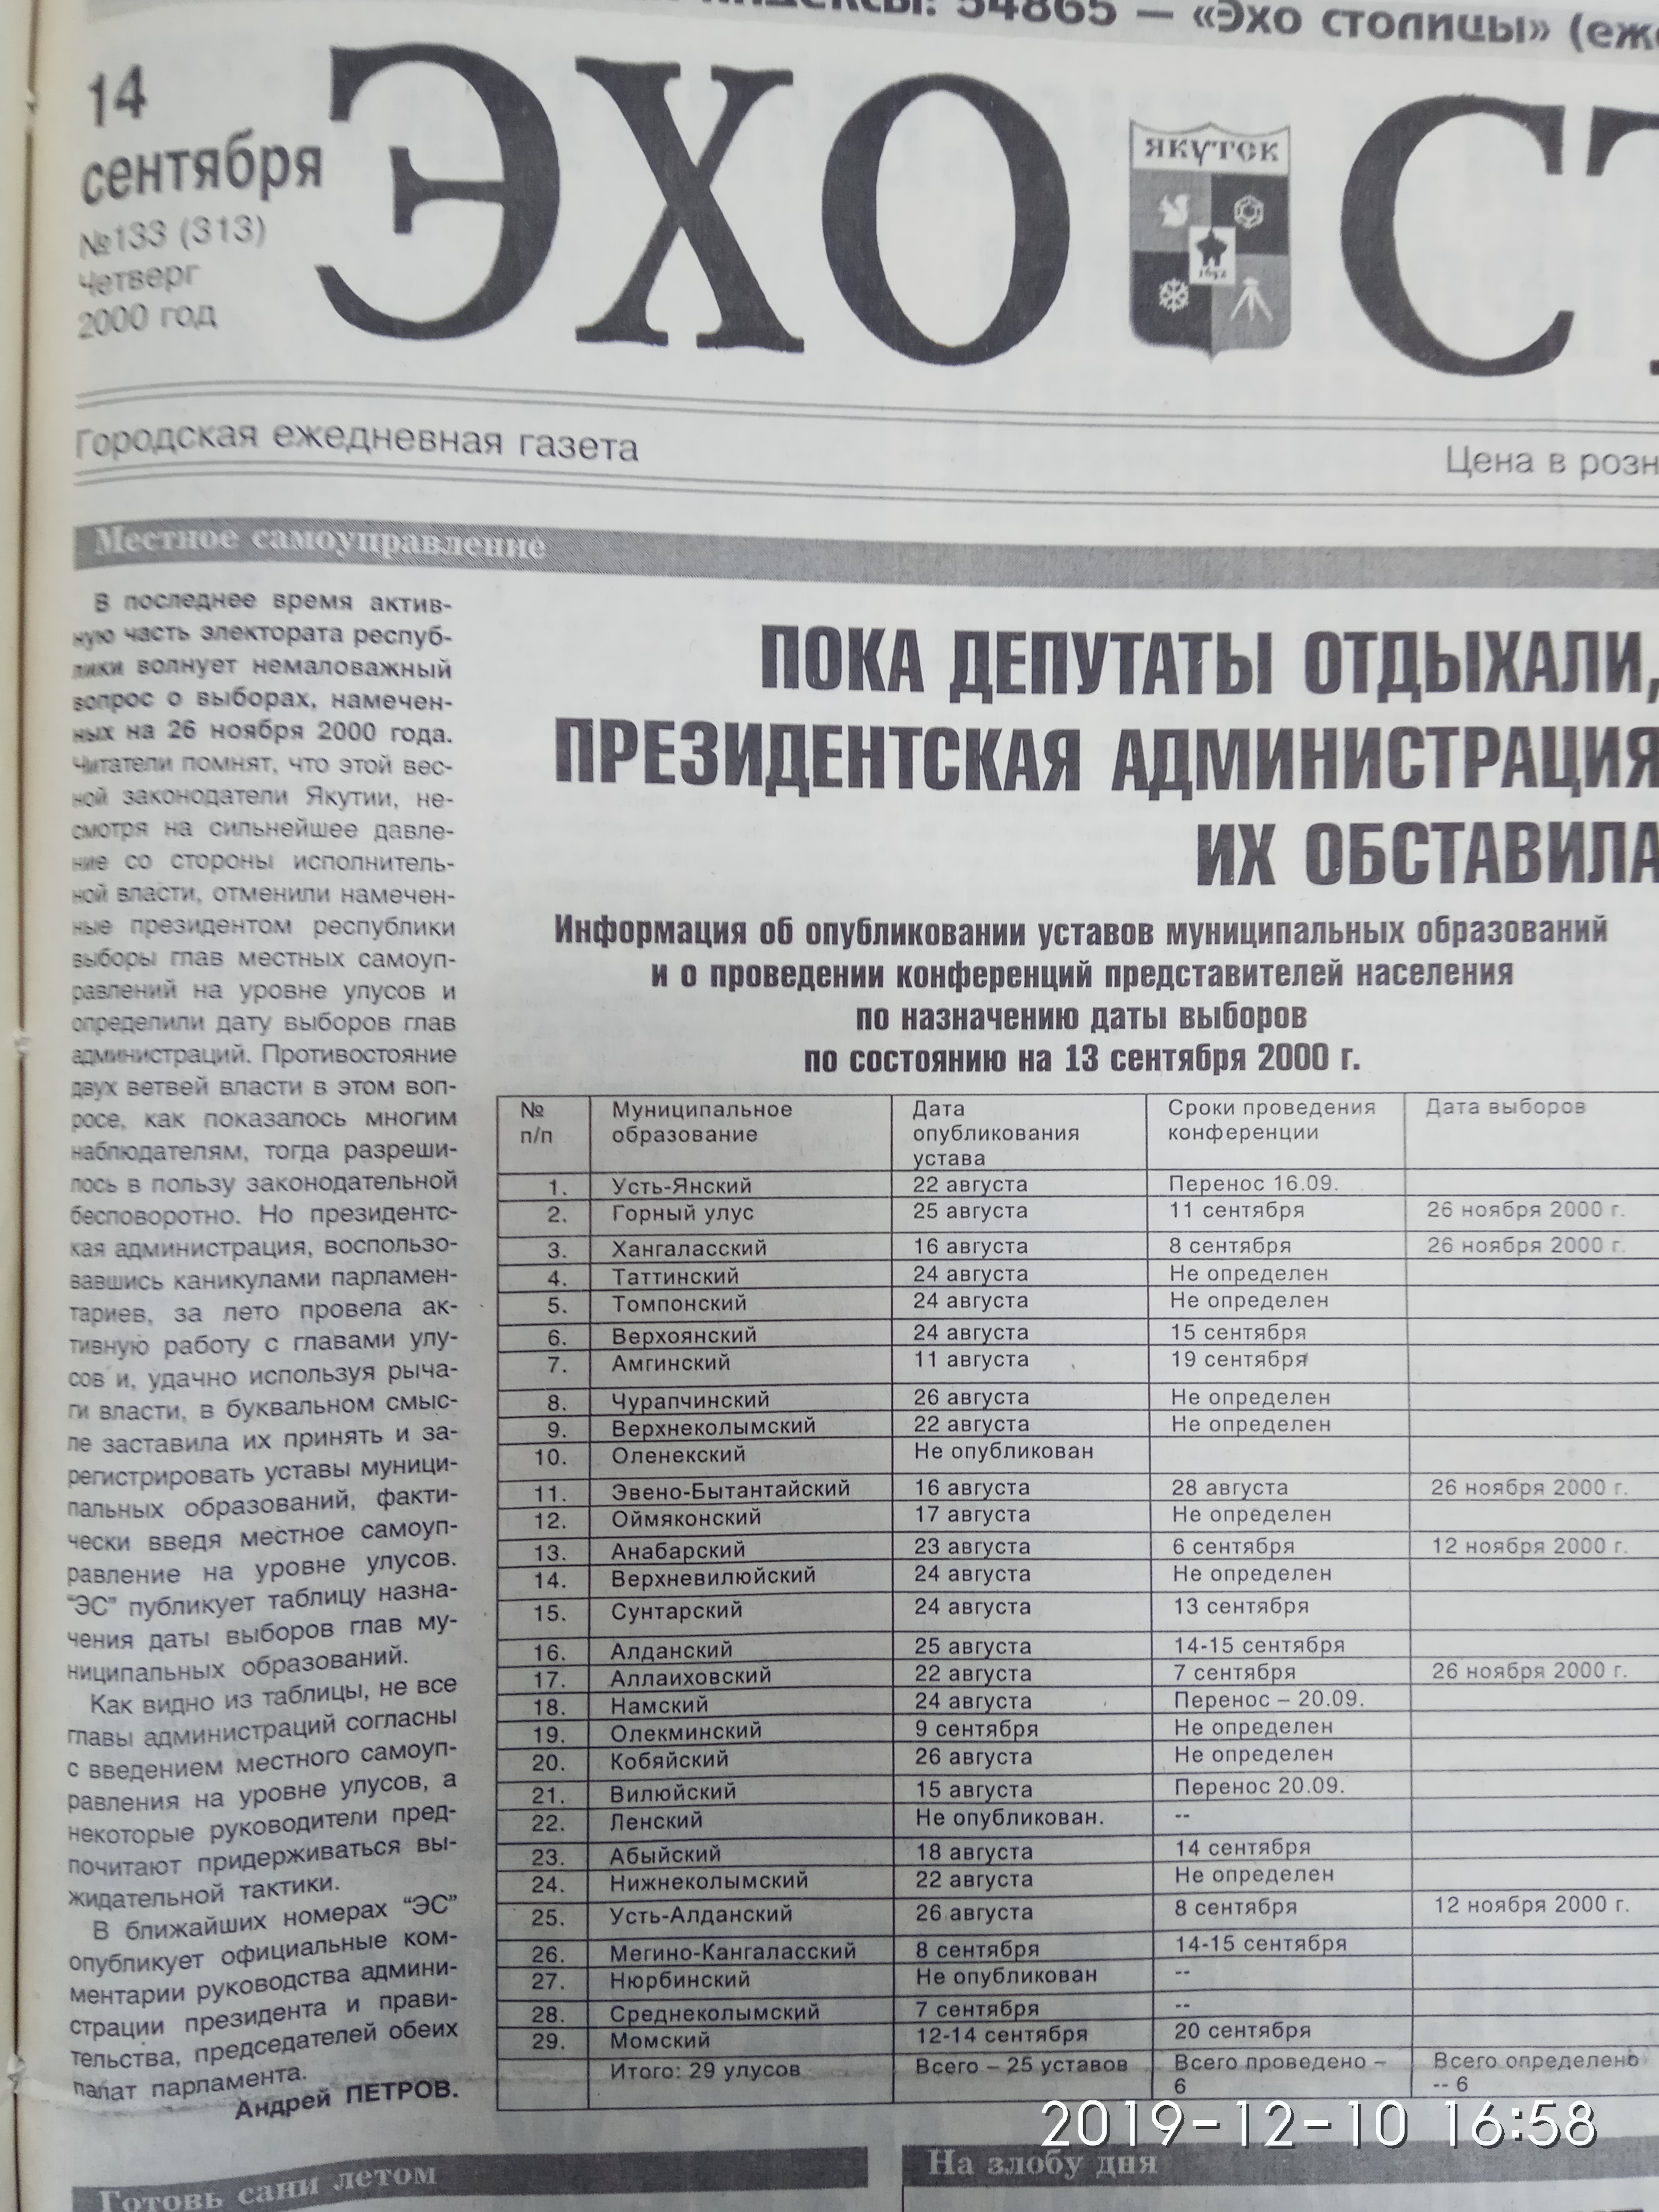 индексы: 54865 — «Эхо столицы»
14
сентября
№133 (313)
Четверг
2000 год
ЭХО
ЯКУТСК
1632
Городская ежедневная газета
Цена в
Местное самоуправление
В последнее время актив-
ную часть электората респуб-
лики волнует немаловажный
вопрос о выборах, намечен-
ных на 26 ноября 2000 года.
Читатели помнят, что этой вес-
ной законодатели Якутии, не-
смотря на сильнейшее давле-
ние со стороны исполнитель-
ной власти, отменили намечен-
ные президентом республики
выборы глав местных самоуп-
равлений на уровне улусов и
определили дату выборов глав
администраций. Противостояние
двух ветвей власти в этом воп-
росе, как показалось многим
наблюдателям, тогда разреши-
лось в пользу законодательной
бесповоротно. Но президентс-
кая администрация, воспользо-
вавшись каникулами парламен-
тариев, за лето провела ак-
тивную работу с главами улу-
сов и, удачно используя рыча-
ги власти, в буквальном смыс-
ле заставила их принять и за-
регистрировать уставы муници-
пальных образований, факти-
чески введя местное самоуп-
равление на уровне улусов.
“ЭС” публикует таблицу назна-
чения даты выборов глав му-
ниципальных образований.
Как видно из таблицы, не все
главы администраций согласны
с введением местного самоуп-
равления на уровне улусов, а
некоторые руководители пред-
почитают придерживаться вы-
жидательной тактики.
В ближайших номерах “ЭС”
опубликует официальные ком-
ментарии руководства админи-
страции президента и прави-
тельства, председателей обеих
палат парламента.
Андрей ПЕТРОВ.
ПОКА ДЕПУТАТЫ ОТДЫХАЛИ,
ПРЕЗИДЕНТСКАЯ АДМИНИСТРАЦИЯ
ИХ ОБСТАВИЛА
Информация об опубликовании уставов муниципальных образований
и о проведении конференций представителей населения
по назначению даты выборов
по состоянию на 13 сентября 2000 г.
№ Муниципальное Дата Сроки проведения Дата выборов
п/п образование опубликования конференции
устава
1. Усть-Янский 22 августа Перенос 16.09.
2. Горный улус 25 августа 11 сентября 26 ноября 2000 г.
3. Хангаласский 16 августа 8 сентября 26 ноября 2000 г.
4. Таттинский 24 августа Не определен
5. Томпонский 24 августа Не определен
6. Верхоянский 24 августа 15 сентября
7. Амгинский 11 августа 19 сентября
8. Чурапчинский 26 августа Не определен
9. Верхнеколымский 22 августа Не определен
10. Оленекский Не опубликован
11. Эвено-Бытантайский 16 августа 28 августа 26 ноября 2000 г.
12. Оймяконский 17 августа Не определен
13. Анабарский 23 августа 6 сентября 12 ноября 2000 г.
14. Верхневилюйский 24 августа Не определен
15. Сунтарский 24 августа 13 сентября
16. Алданский 25 августа 14-15 сентября
17. Аллаиховский 22 августа 7 сентября 26 ноября 2000 г.
18. Намский 24 августа Перенос – 20.09.
19. Олекминский 9 сентября Не определен
20. Кобяйский 26 августа Не определен
21. Вилюйский 15 августа Перенос 20.09.
22. Ленский Не опубликован. --
23. Абыйский 18 августа 14 сентября
24. Нижнеколымский 22 августа Не определен
25. Усть-Алданский 26 августа 8 сентября 12 ноября 2000 г.
26. Мегино-Кангаласский 8 сентября 14-15 сентября
27. Нюрбинский Не опубликован --
28. Среднеколымский 7 сентября --
29. Момский 12-14 сентября 20 сентября
Итого: 29 улусов Всего – 25 уставов Всего проведено – Всего определено
6 -- 6
2019-12-10 16:58
Готовь сани летом
На злобу дня